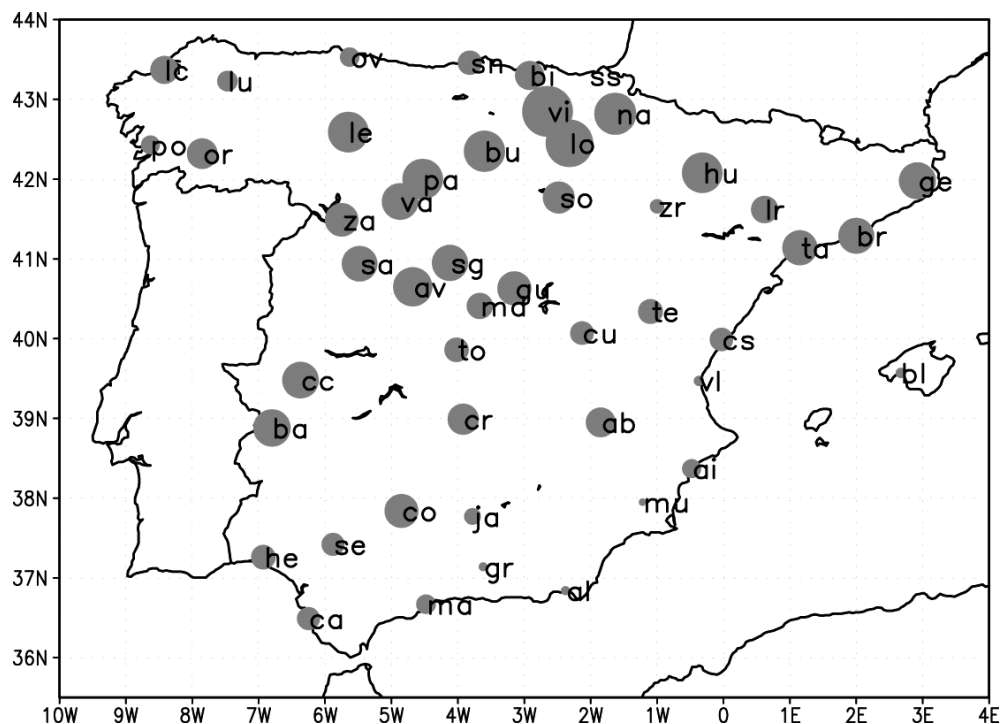 44N
ov
sn
lc
bi
ss
lu
43N
vi
na
le
lo
po
or
bu
42N
pa
hu
ge
va
so
zr
lr
za
br
41N
ta
sa
sg
av
gu
ma
te
40N
cu
cs
to
bl
cc
vl
39N
ba
cr
ab
ai
38N
co
mu
ja
se
he
gr
37N
al
ma
ca
36N
10W 9W 8W 7W 6W 5W 4W 3W 2W 1W 0 1E 2E 3E 4E